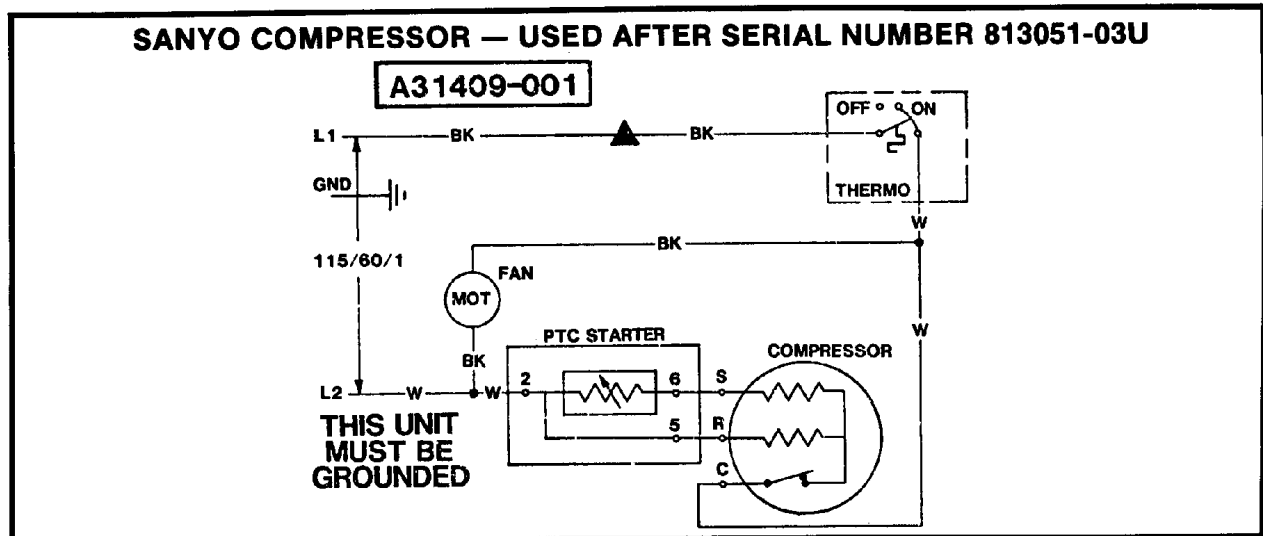 SANYO COMPRESSOR — USED AFTER SERIAL NUMBER 813051-03U
A31409-001
OFF ON
L1 BK BK
GND
THERMO
W
BK
115/60/1
FAN
MOT
W
PTC STARTER
BK
COMPRESSOR
L2 W W 2 6 S
THIS UNIT
MUST BE
GROUNDED
5 R
C